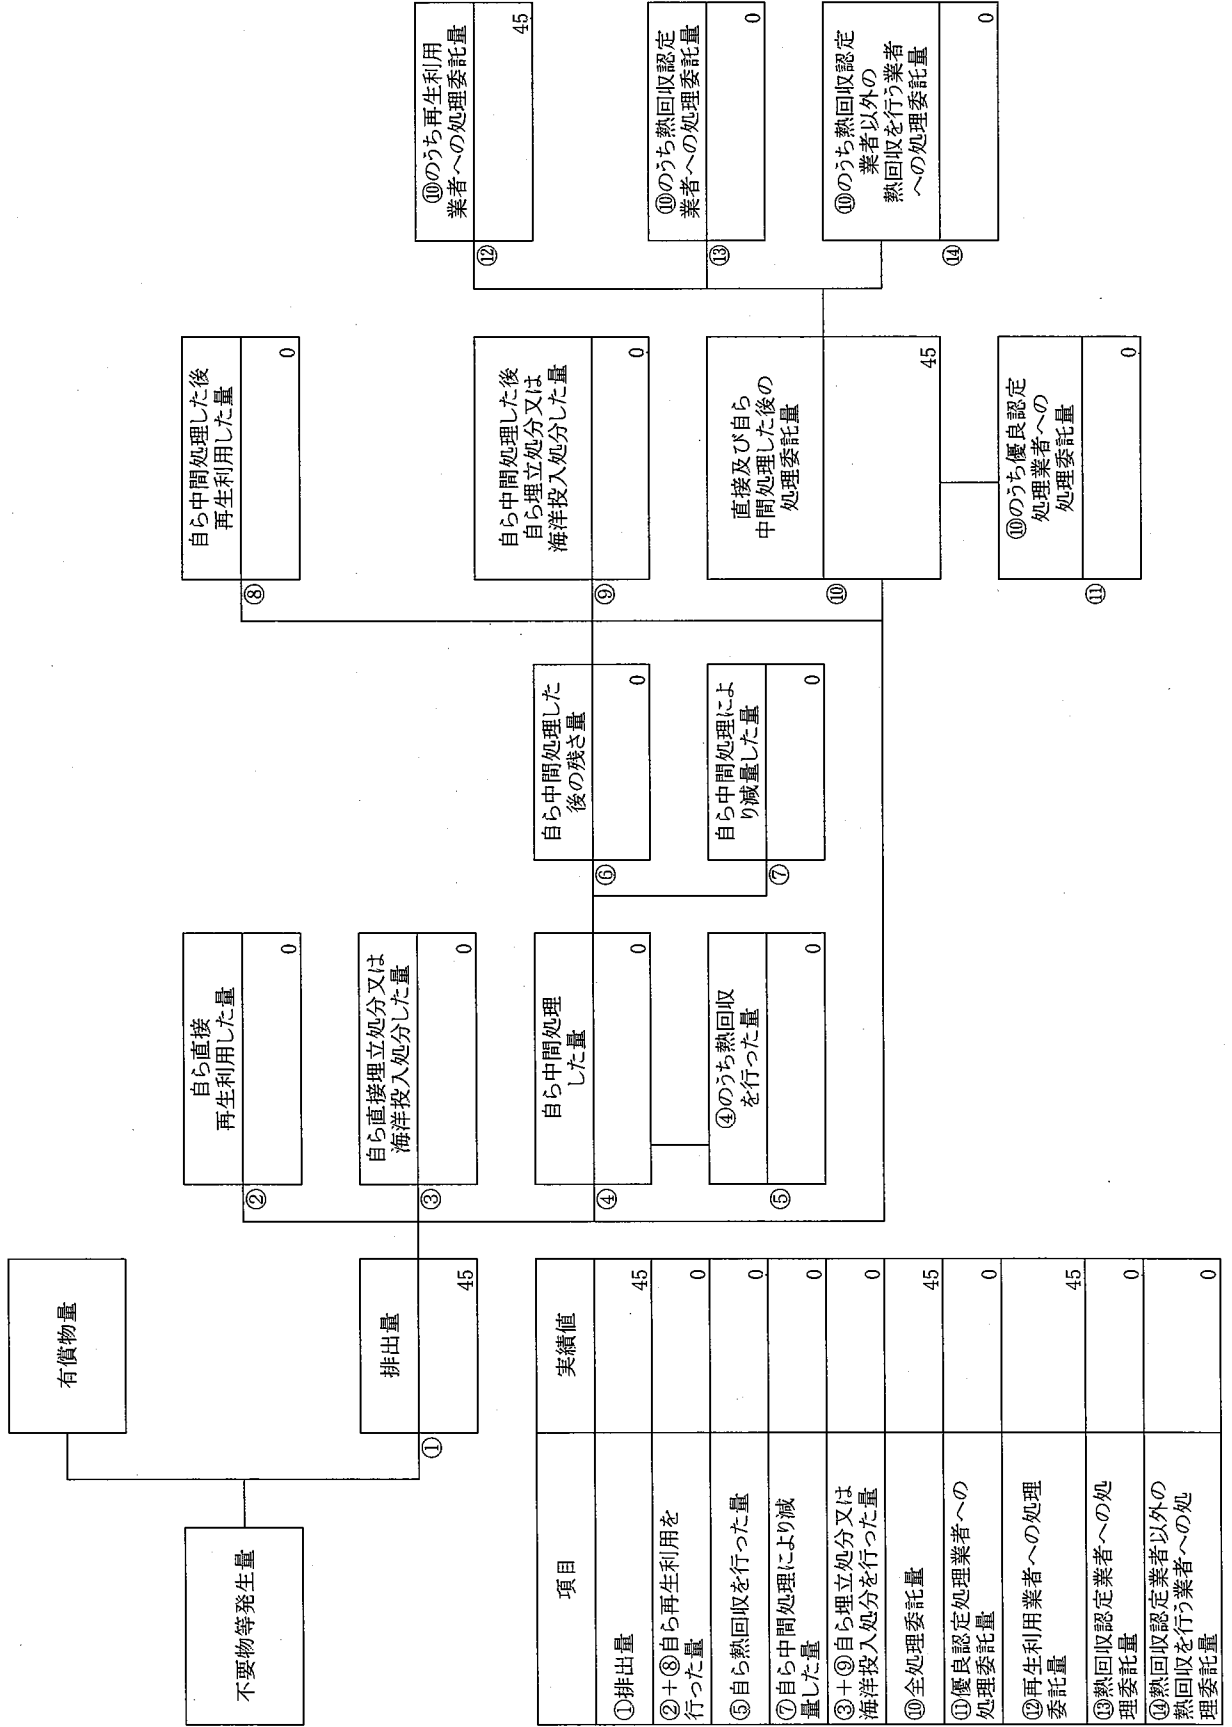 不要物等発生量
有償物量
排出量
①
45
自ら直接
再生利用した量
②
0
自ら直接埋立処分又は
海洋投入処分した量
③
0
自ら中間処理
した量
④
0
④のうち熱回収
を行った量
⑤
0
自ら中間処理した
後の残さ量
⑥
0
自ら中間処理によ
り減量した量
⑦
0
自ら中間処理した後
再生利用した量
⑧
0
自ら中間処理した後
自ら埋立処分又は
海洋投入処分した量
⑨
0
直接及び自ら
中間処理した後の
処理委託量
⑩
45
⑩のうち優良認定
処理業者への
処理委託量
⑪
0
⑩のうち再生利用
業者への処理委託量
⑫
45
⑩のうち熱回収認定
業者への処理委託量
⑬
0
⑩のうち熱回収認定
業者以外の
熱回収を行う業者
への処理委託量
⑭
0
項目 実績値
①排出量 45
②+⑧自ら再生利用を
行った量 0
⑤自ら熱回収を行った量 0
⑦自ら中間処理により減
量した量 0
③+⑨自ら埋立処分又は
海洋投入処分を行った量 0
⑩全処理委託量 45
⑪優良認定処理業者への
処理委託量 0
⑫再生利用業者への処理
委託量 45
⑬熱回収認定業者への処
理委託量 0
⑭熱回収認定業者以外の
熱回収を行う業者への処
理委託量 0